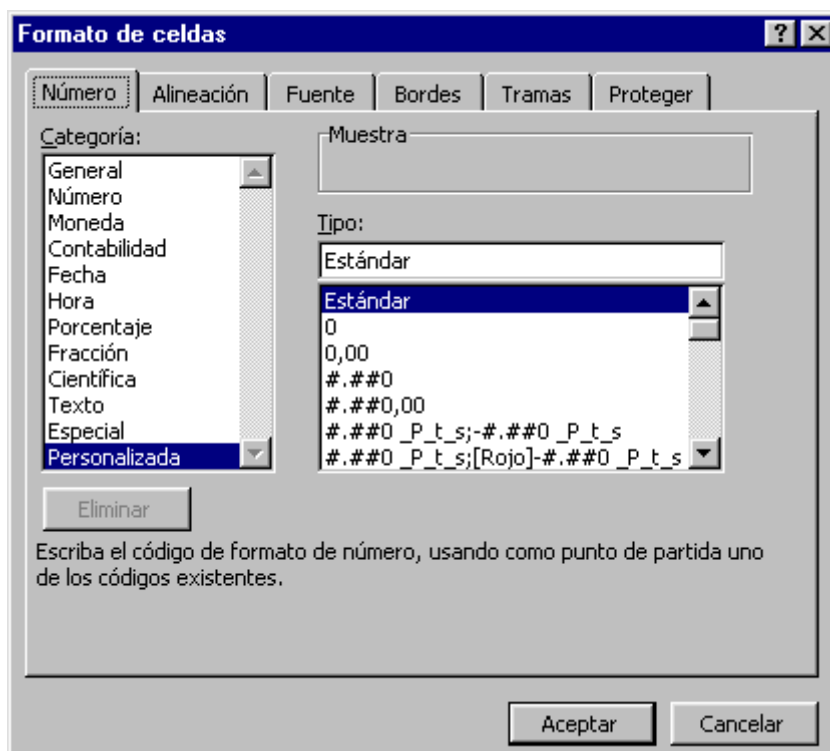 Formato de celdas
Número Alineación Fuente Bordes Tramas Proteger
Categoría:
General
Número
Moneda
Contabilidad
Fecha
Hora
Porcentaje
Fracción
Científica
Texto
Especial
Personalizada
Muestra
Tipo:
Estándar
Estándar
0
0,00
#.##0
#.##0,00
#.##0 _P_t_s;-#.##0 _P_t_s
#.##0 _P_t_s;[Rojo]-#.##0 _P_t_s
Eliminar
Escriba el código de formato de número, usando como punto de partida uno
de los códigos existentes.
Aceptar Cancelar